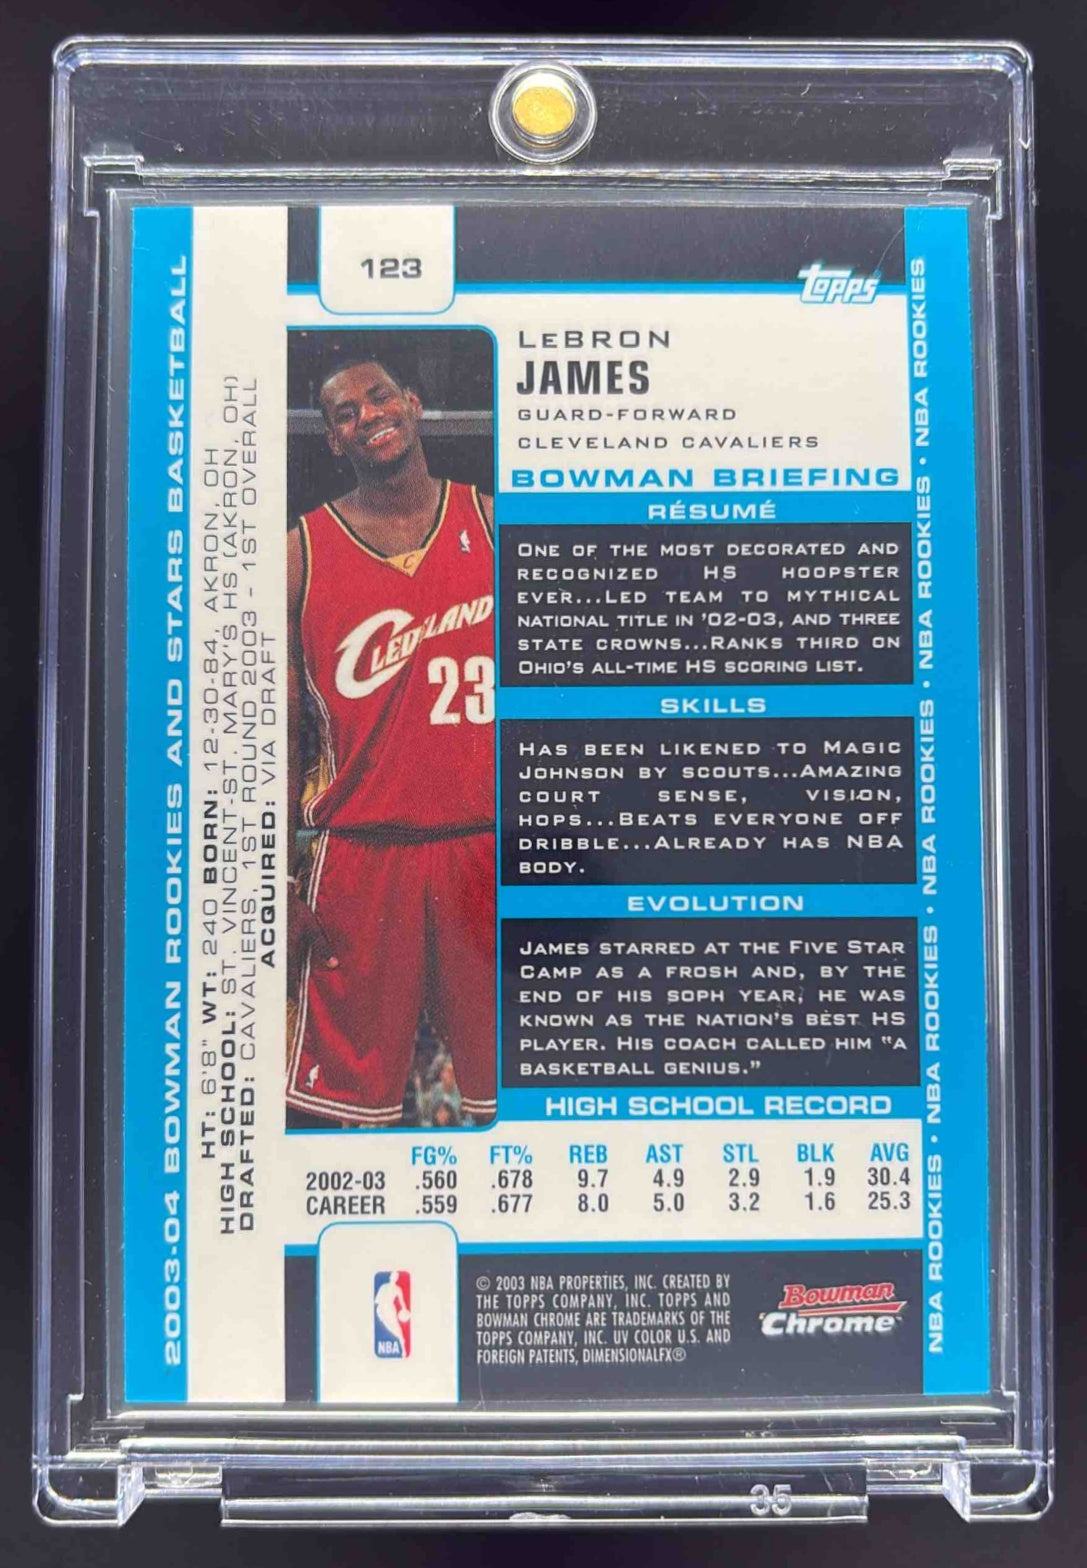 123
topps
LeBRON
JAMES
GUARD-FORWARD
CLEVELAND CAVALIERS
BOWMAN BRIEFING
RÉSUMÉ
ONE OF THE MOST DECORATED AND
RECOGNIZED HS HOOPSTER
EVER...LED TEAM TO MYTHICAL
NATIONAL TITLE IN '02-03, AND THREE
STATE CROWNS...RANKS THIRD ON
OHIO'S ALL-TIME HS SCORING LIST.
SKILLS
HAS BEEN LIKENED TO MAGIC
JOHNSON BY SCOUTS...AMAZING
COURT SENSE, VISION,
HOPS...BEATS EVERYONE OFF
DRIBBLE...ALREADY HAS NBA
BODY.
EVOLUTION
JAMES STARRED AT THE FIVE STAR
CAMP AS A FROSH AND, BY THE
END OF HIS SOPH YEAR, HE WAS
KNOWN AS THE NATION'S BEST HS
PLAYER. HIS COACH CALLED HIM "A
BASKETBALL GENIUS."
HIGH SCHOOL RECORD
FG% FT% REB AST STL BLK AVG
2002-03 .560 .678 9.7 4.9 2.9 1.9 30.4
CAREER .559 .677 8.0 5.0 3.2 1.6 25.3
2003-04 BOWMAN ROOKIES AND STARS BASKETBALL
HT: 6'8" WT: 240 BORN: 12-30-84, AKRON, OH
HIGH SCHOOL: ST. VINCENT-ST. MARY'S HS (AKRON, OH)
DRAFTED: CAVALIERS, 1ST ROUND 2003 - 1ST OVERALL
ACQUIRED: VIA DRAFT
CLEVELAND
23
NBA ROOKIES • NBA ROOKIES • NBA ROOKIES • NBA ROOKIES • NBA ROOKIES • NBA ROOKIES
NBA
© 2003 NBA PROPERTIES, INC. CREATED BY
THE TOPPS COMPANY, INC. TOPPS AND
BOWMAN CHROME ARE TRADEMARKS OF THE
TOPPS COMPANY, INC. UV COLOR U.S. AND
FOREIGN PATENTS, DIMENSIONALFX®
Bowman
Chrome
35